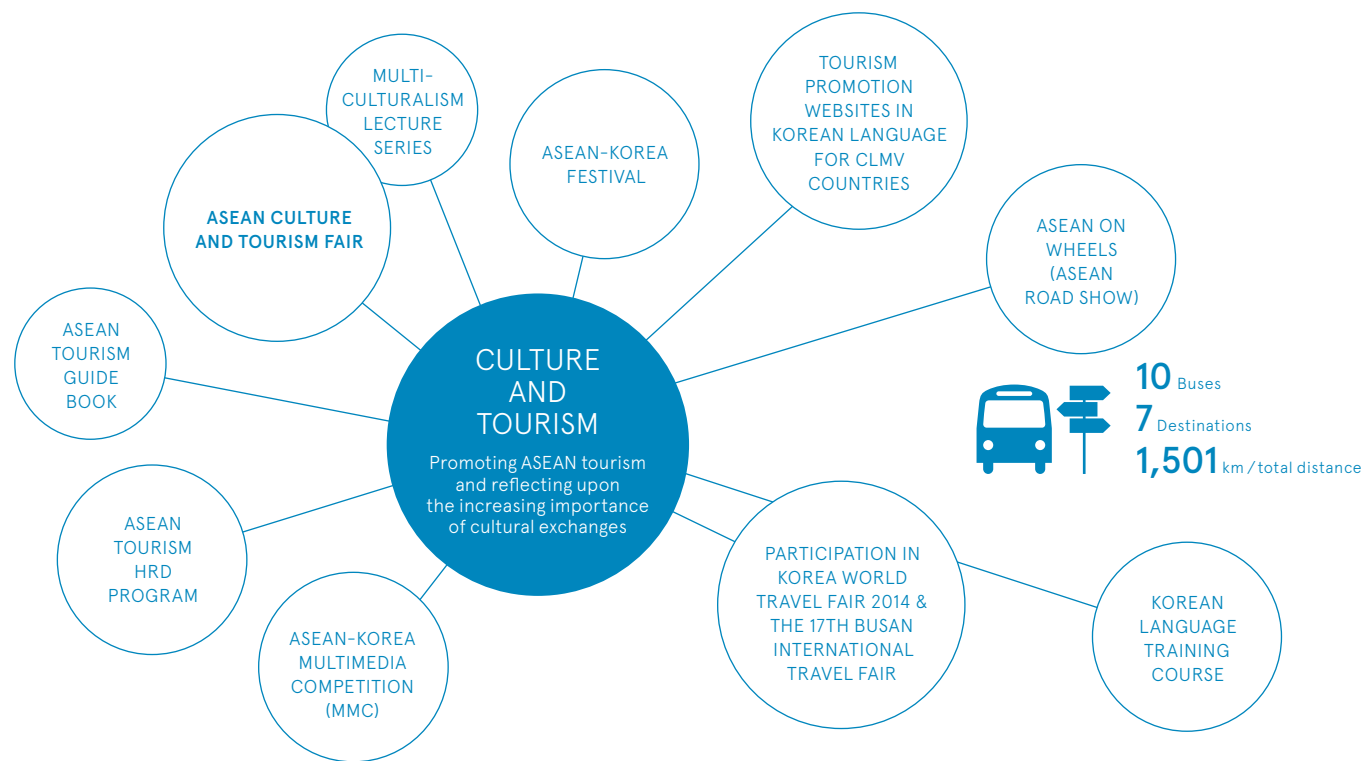 MULTI-
CULTURALISM
LECTURE
SERIES
ASEAN-KOREA
FESTIVAL
TOURISM
PROMOTION
WEBSITES IN
KOREAN LANGUAGE
FOR CLMV
COUNTRIES
ASEAN CULTURE
AND TOURISM FAIR
ASEAN ON
WHEELS
(ASEAN
ROAD SHOW)
10 Buses
7 Destinations
1,501 km/total distance
ASEAN
TOURISM
GUIDE
BOOK
CULTURE
AND
TOURISM
Promoting ASEAN tourism
and reflecting upon
the increasing importance
of cultural exchanges
ASEAN
TOURISM
HRD
PROGRAM
ASEAN-KOREA
MULTIMEDIA
COMPETITION
(MMC)
PARTICIPATION IN
KOREA WORLD
TRAVEL FAIR 2014 &
THE 17TH BUSAN
INTERNATIONAL
TRAVEL FAIR
KOREAN
LANGUAGE
TRAINING
COURSE